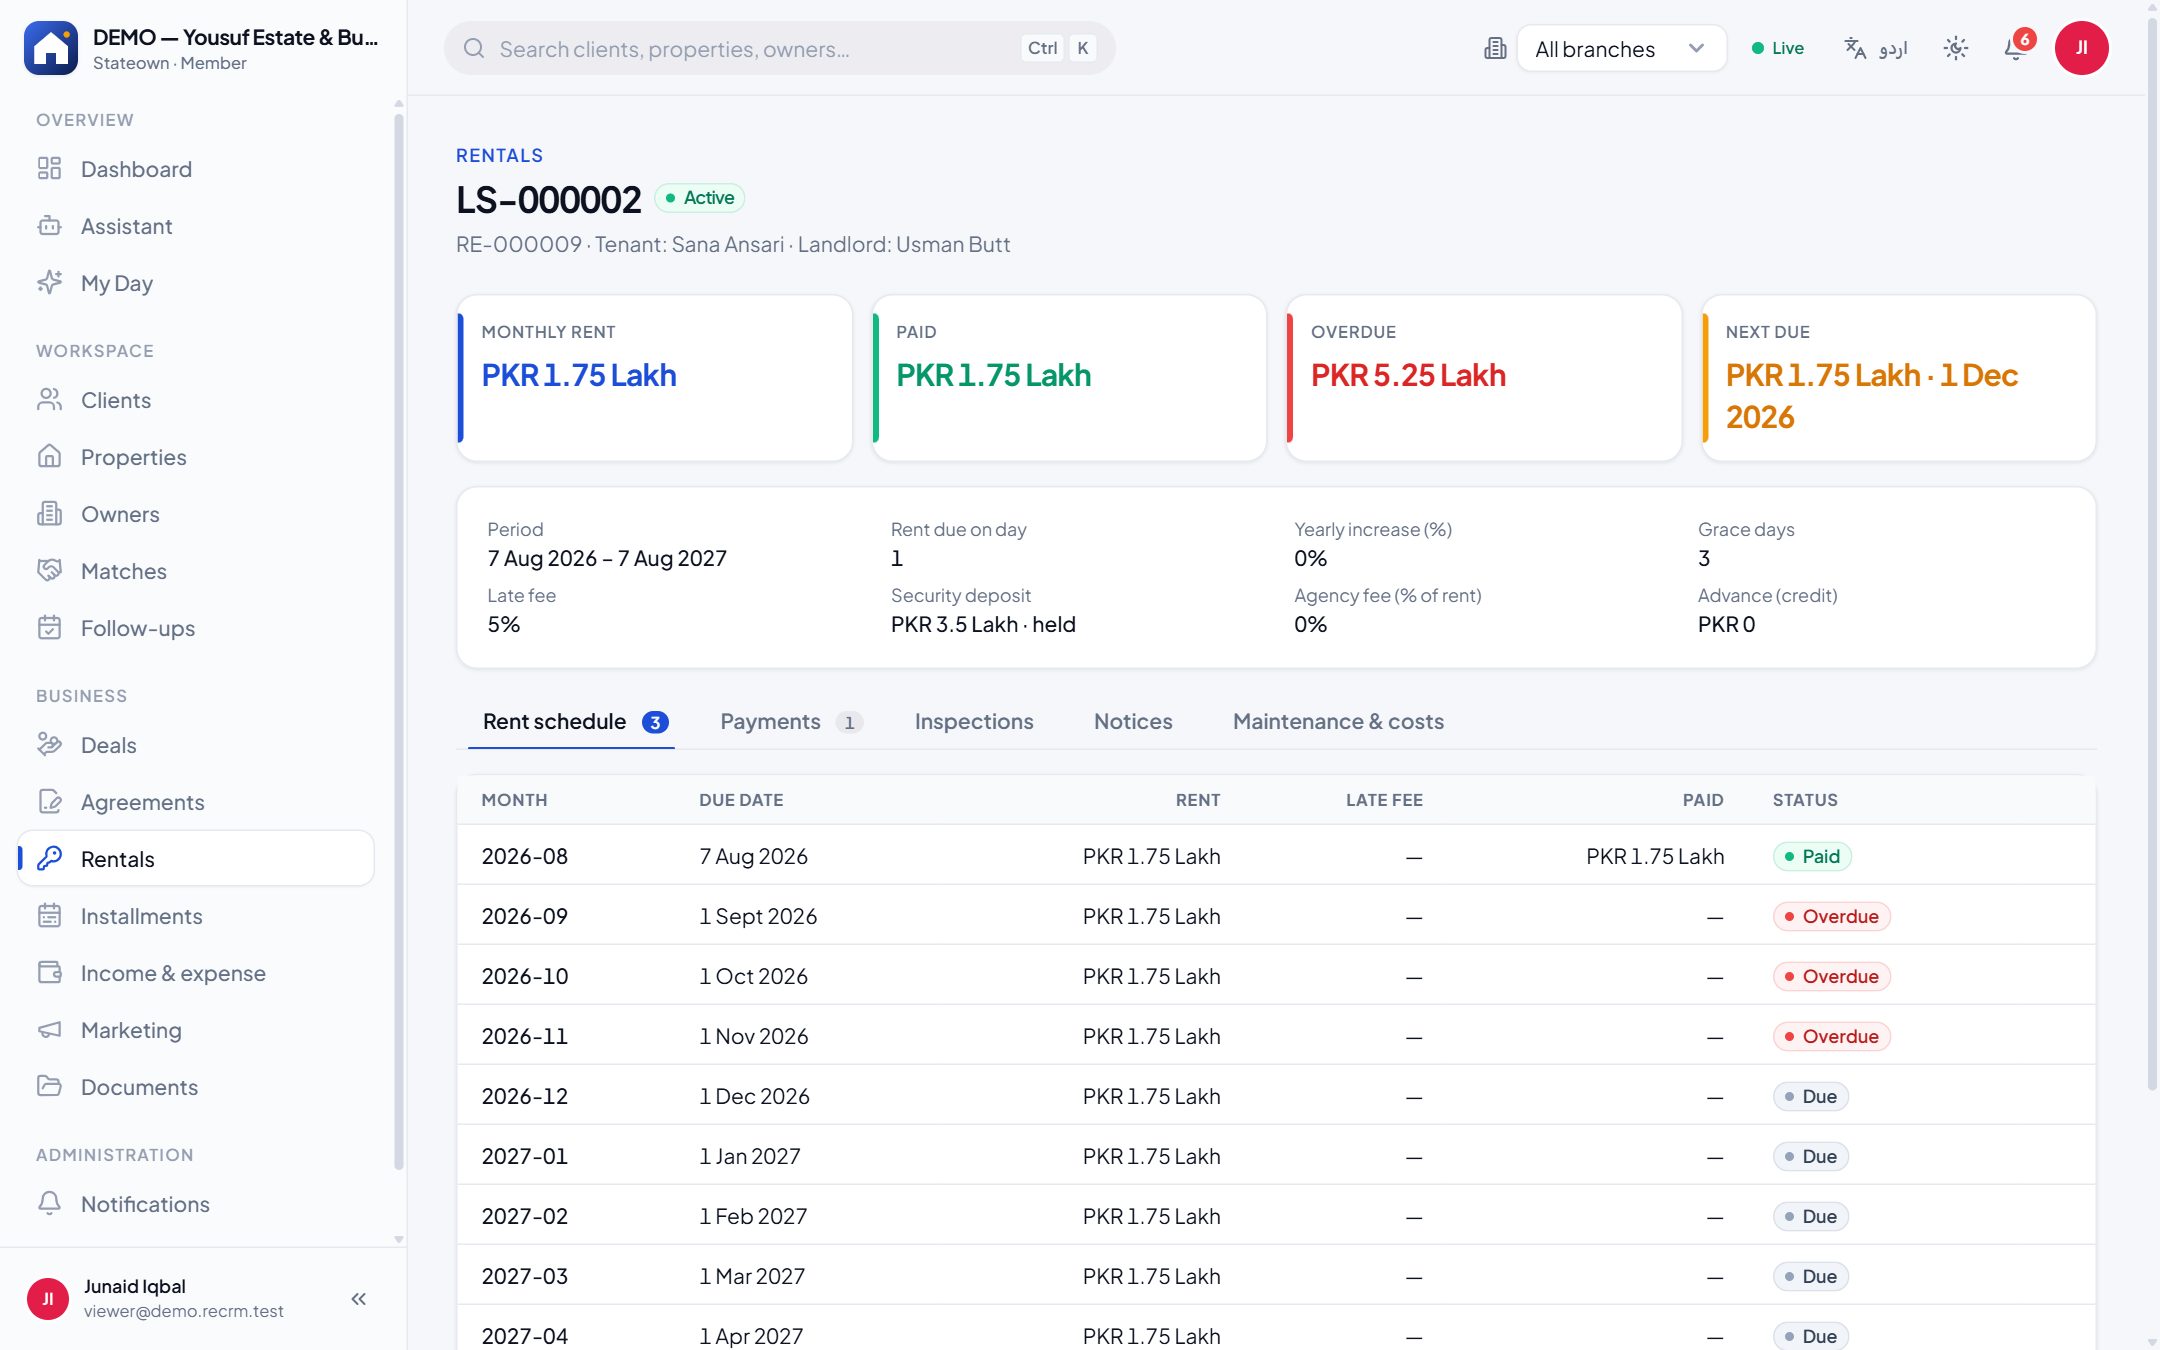 DEMO — Yousuf Estate & Bu...
Stateown · Member
OVERVIEW
Dashboard
Assistant
My Day
WORKSPACE
Clients
Properties
Owners
Matches
Follow-ups
BUSINESS
Deals
Agreements
Rentals
Installments
Income & expense
Marketing
Documents
ADMINISTRATION
Notifications
JI
Junaid Iqbal
viewer@demo.recrm.test
Search clients, properties, owners... Ctrl K
All branches
Live
اردو
6
JI
RENTALS
LS-000002 Active
RE-000009 · Tenant: Sana Ansari · Landlord: Usman Butt
MONTHLY RENT
PKR 1.75 Lakh
PAID
PKR 1.75 Lakh
OVERDUE
PKR 5.25 Lakh
NEXT DUE
PKR 1.75 Lakh · 1 Dec
2026
Period
7 Aug 2026 – 7 Aug 2027
Rent due on day
1
Yearly increase (%)
0%
Grace days
3
Late fee
5%
Security deposit
PKR 3.5 Lakh · held
Agency fee (% of rent)
0%
Advance (credit)
PKR 0
Rent schedule 3 Payments 1 Inspections Notices Maintenance & costs
MONTH DUE DATE RENT LATE FEE PAID STATUS
2026-08 7 Aug 2026 PKR 1.75 Lakh — PKR 1.75 Lakh Paid
2026-09 1 Sept 2026 PKR 1.75 Lakh — — Overdue
2026-10 1 Oct 2026 PKR 1.75 Lakh — — Overdue
2026-11 1 Nov 2026 PKR 1.75 Lakh — — Overdue
2026-12 1 Dec 2026 PKR 1.75 Lakh — — Due
2027-01 1 Jan 2027 PKR 1.75 Lakh — — Due
2027-02 1 Feb 2027 PKR 1.75 Lakh — — Due
2027-03 1 Mar 2027 PKR 1.75 Lakh — — Due
2027-04 1 Apr 2027 PKR 1.75 Lakh — — Due